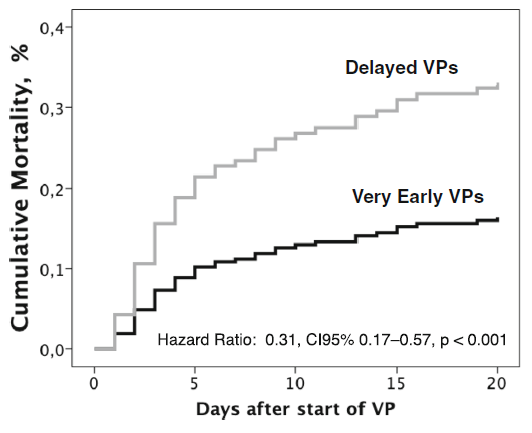 Cumulative Mortality, %
0,4
0,3
0,2
0,1
0,0
Delayed VPs
Very Early VPs
Hazard Ratio: 0.31, CI95% 0.17–0.57, p < 0.001
0 5 10 15 20
Days after start of VP